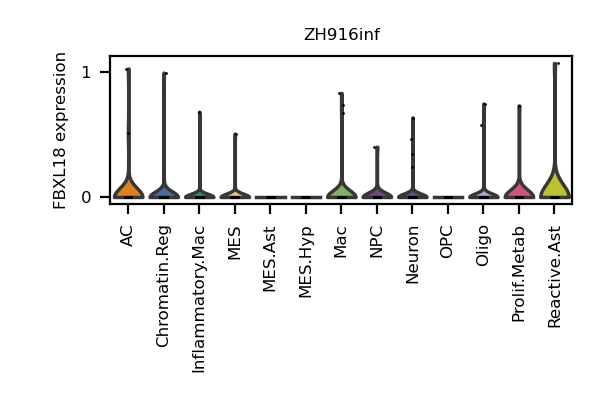 ZH916inf
FBXL18 expression
1
0
AC
Chromatin.Reg
Inflammatory.Mac
MES
MES.Ast
MES.Hyp
Mac
NPC
Neuron
OPC
Oligo
Prolif.Metab
Reactive.Ast